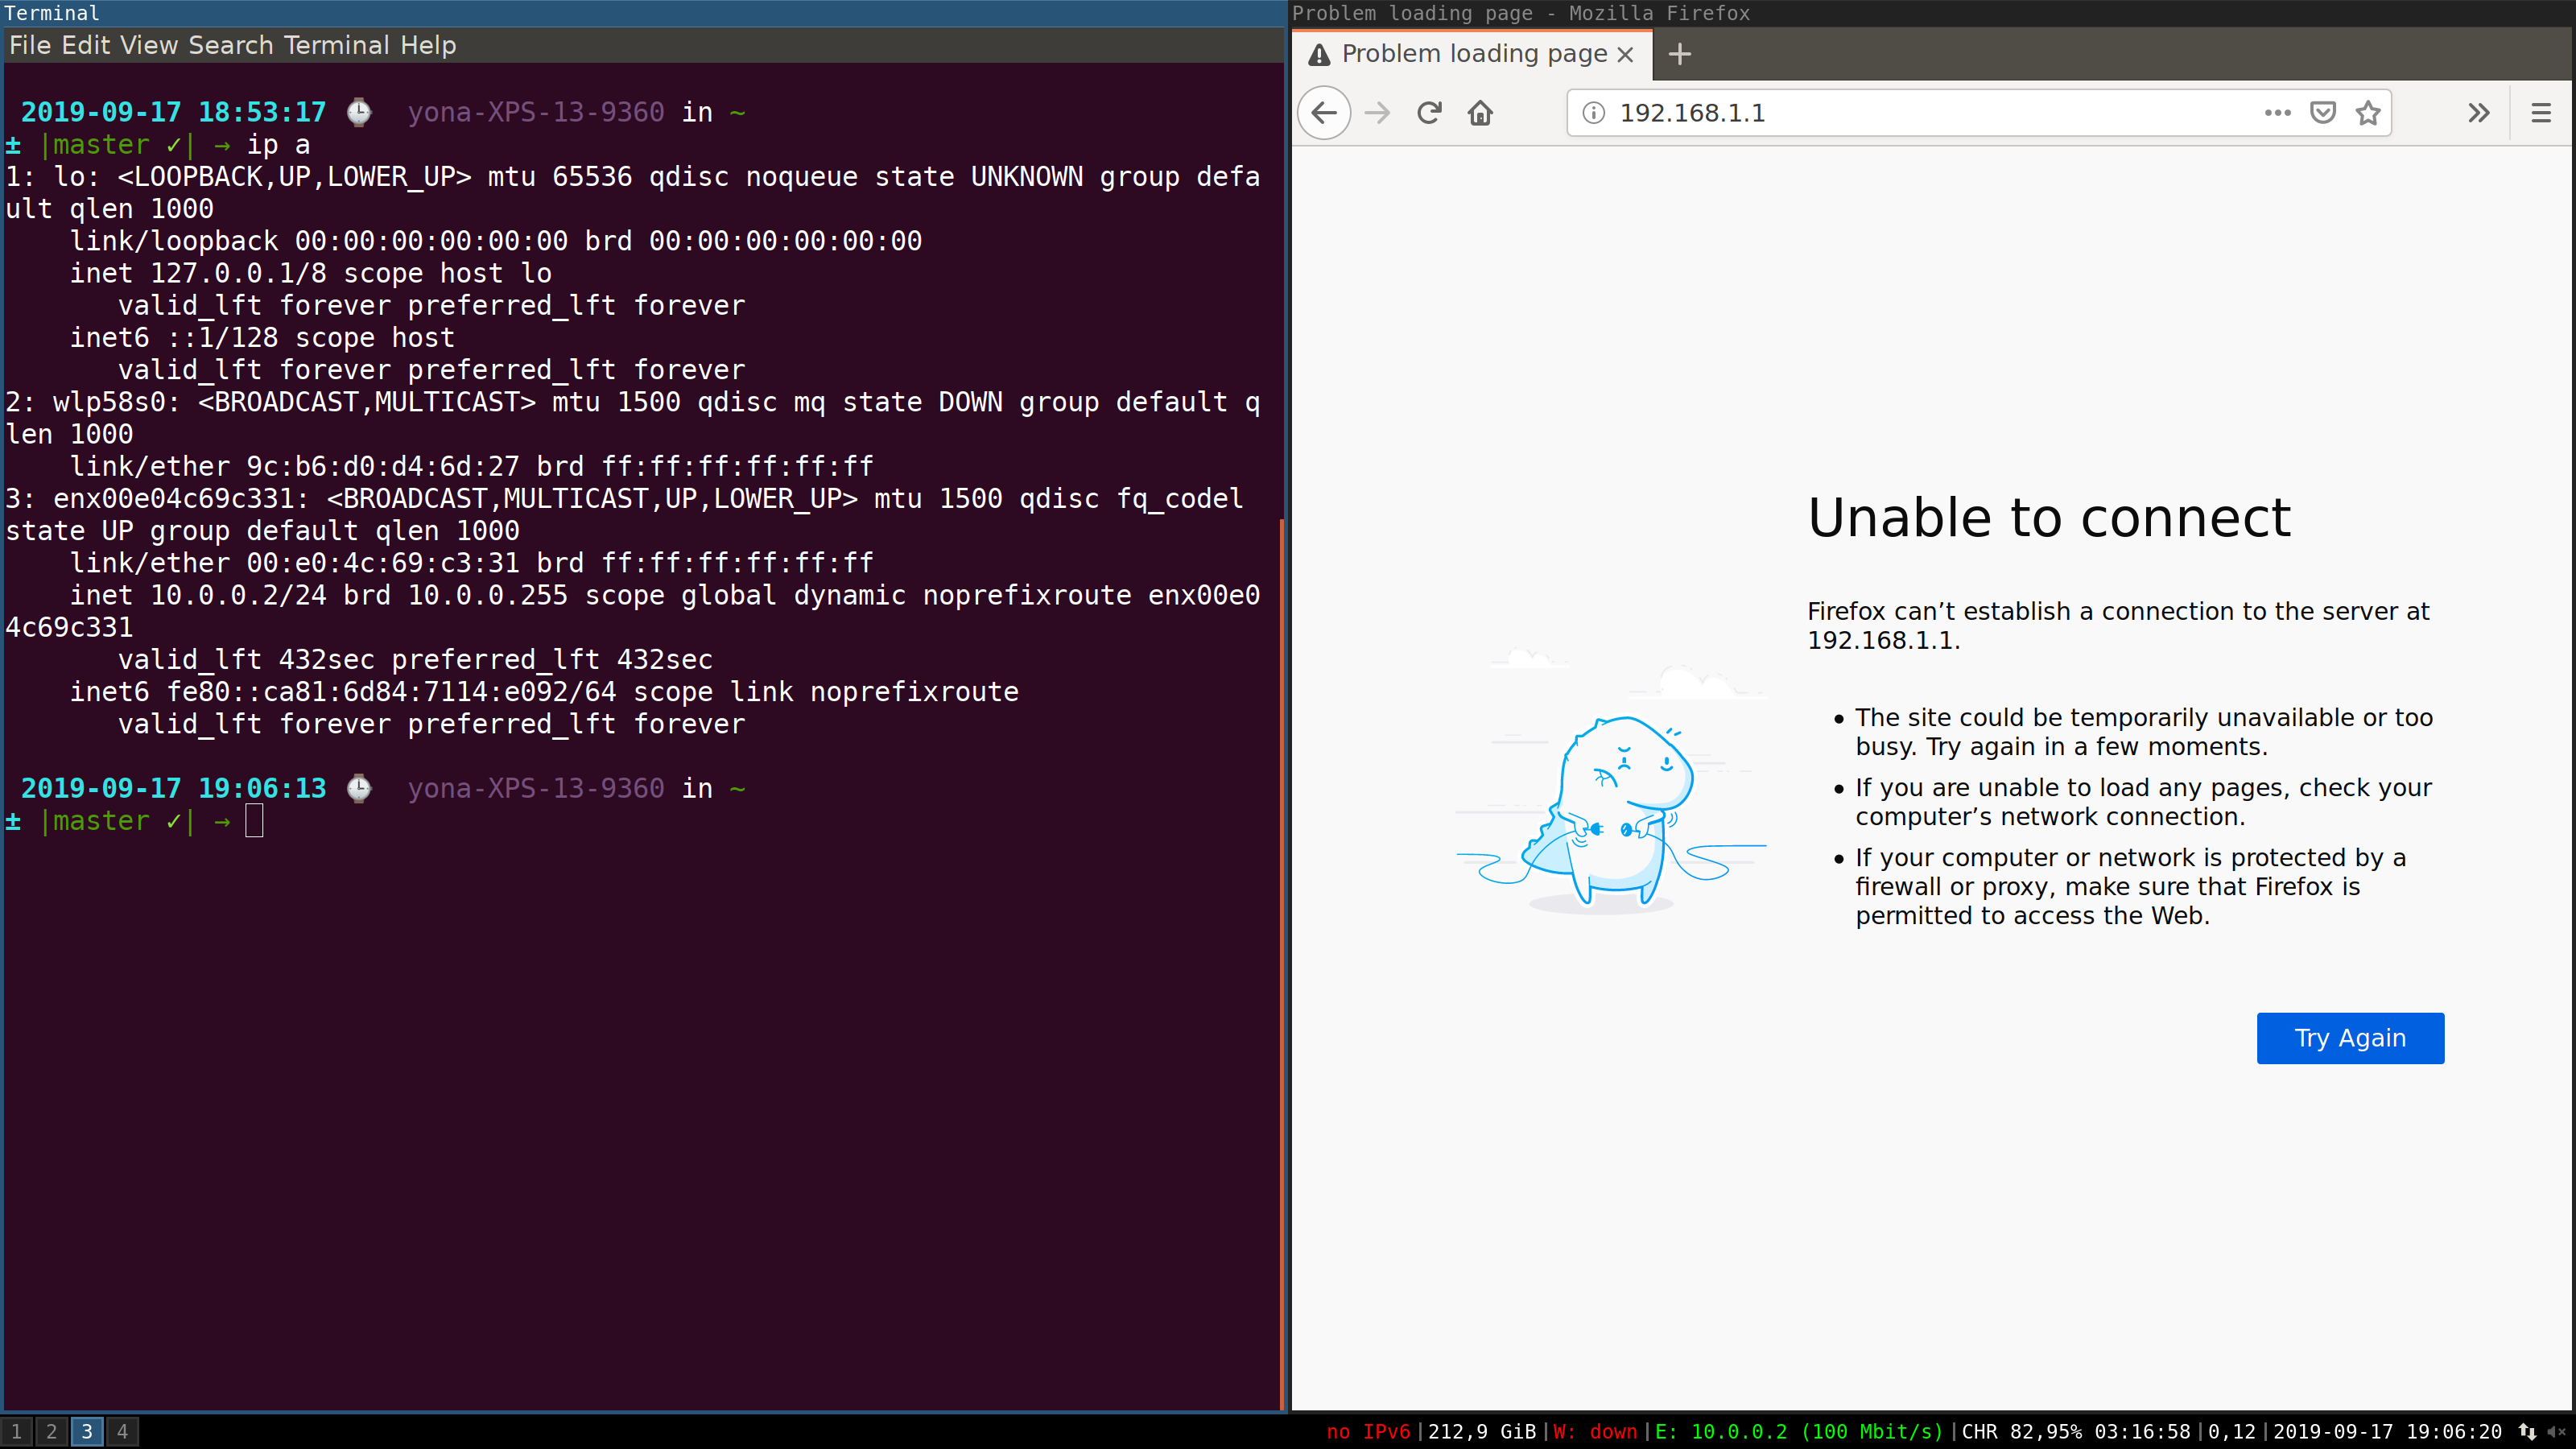 Terminal
File Edit View Search Terminal Help
2019-09-17 18:53:17 ⌚ yona-XPS-13-9360 in ~
± |master ✓| → ip a
1: lo: <LOOPBACK,UP,LOWER_UP> mtu 65536 qdisc noqueue state UNKNOWN group defa
ult qlen 1000
    link/loopback 00:00:00:00:00:00 brd 00:00:00:00:00:00
    inet 127.0.0.1/8 scope host lo
       valid_lft forever preferred_lft forever
    inet6 ::1/128 scope host
       valid_lft forever preferred_lft forever
2: wlp58s0: <BROADCAST,MULTICAST> mtu 1500 qdisc mq state DOWN group default q
len 1000
    link/ether 9c:b6:d0:d4:6d:27 brd ff:ff:ff:ff:ff:ff
3: enx00e04c69c331: <BROADCAST,MULTICAST,UP,LOWER_UP> mtu 1500 qdisc fq_codel
state UP group default qlen 1000
    link/ether 00:e0:4c:69:c3:31 brd ff:ff:ff:ff:ff:ff
    inet 10.0.0.2/24 brd 10.0.0.255 scope global dynamic noprefixroute enx00e0
4c69c331
       valid_lft 432sec preferred_lft 432sec
    inet6 fe80::ca81:6d84:7114:e092/64 scope link noprefixroute
       valid_lft forever preferred_lft forever
2019-09-17 19:06:13 ⌚ yona-XPS-13-9360 in ~
± |master ✓| →
Problem loading page - Mozilla Firefox
Problem loading page
192.168.1.1
Unable to connect
Firefox can’t establish a connection to the server at
192.168.1.1.
• The site could be temporarily unavailable or too
busy. Try again in a few moments.
• If you are unable to load any pages, check your
computer’s network connection.
• If your computer or network is protected by a
firewall or proxy, make sure that Firefox is
permitted to access the Web.
Try Again
1 2 3 4
no IPv6|212,9 GiB|W: down|E: 10.0.0.2 (100 Mbit/s)|CHR 82,95% 03:16:58|0,12|2019-09-17 19:06:20